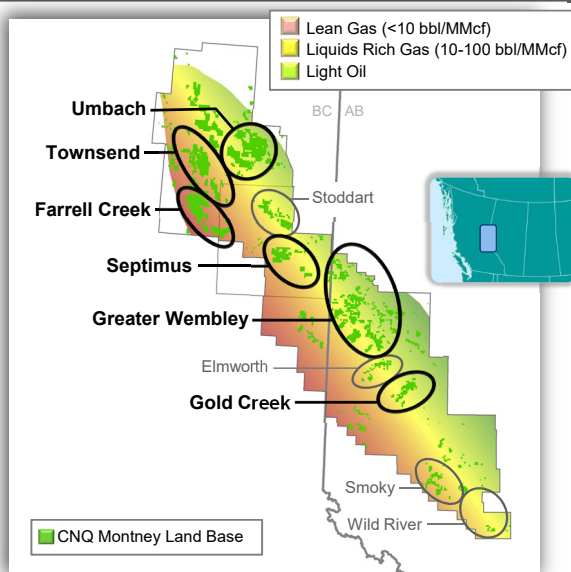 Lean Gas (<10 bbl/MMcf)
Liquids Rich Gas (10-100 bbl/MMcf)
Light Oil
BC
AB
Umbach
Townsend
Stoddart
Farrell Creek
Septimus
Greater Wembley
Elmworth
Gold Creek
Smoky
Wild River
CNQ Montney Land Base